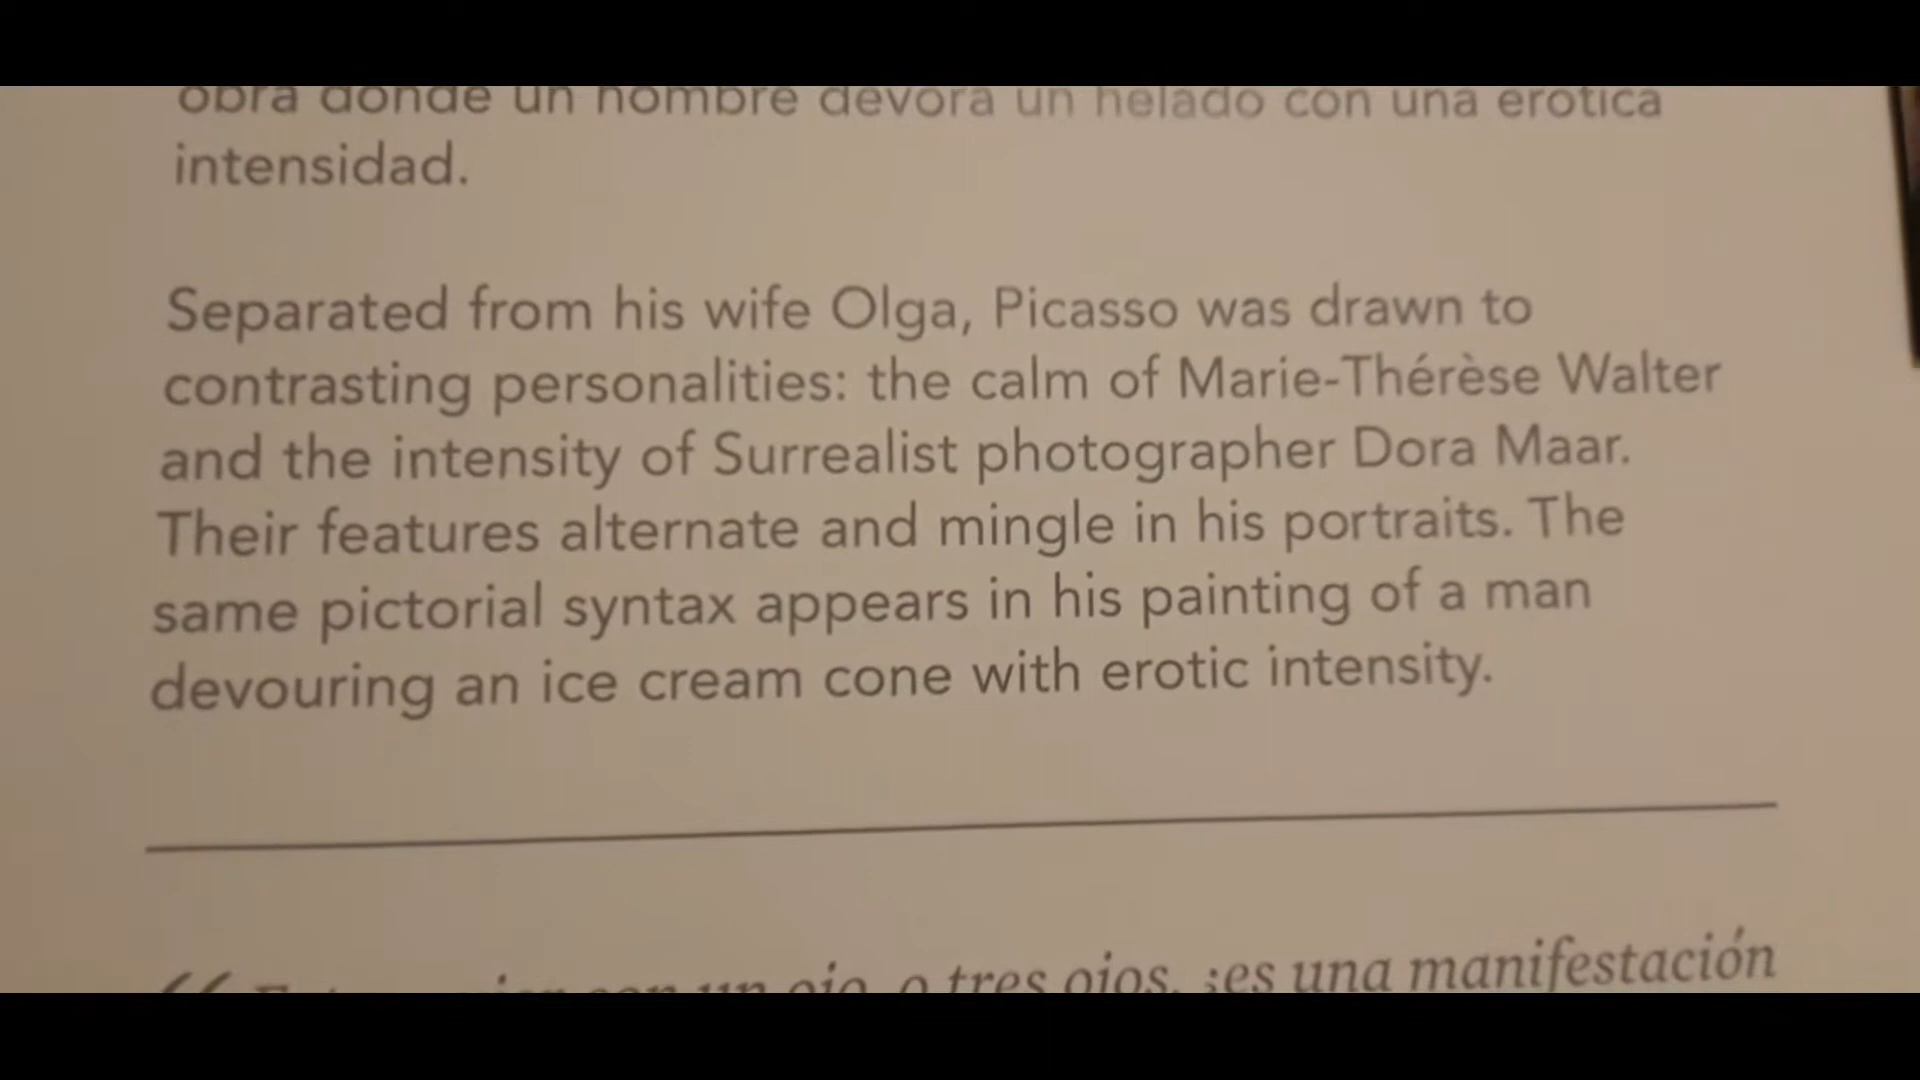 obra donde un hombre devora un helado con una erótica
intensidad.
Separated from his wife Olga, Picasso was drawn to
contrasting personalities: the calm of Marie-Thérèse Walter
and the intensity of Surrealist photographer Dora Maar.
Their features alternate and mingle in his portraits. The
same pictorial syntax appears in his painting of a man
devouring an ice cream cone with erotic intensity.
con un ojo, o tres ojos, ¿es una manifestación